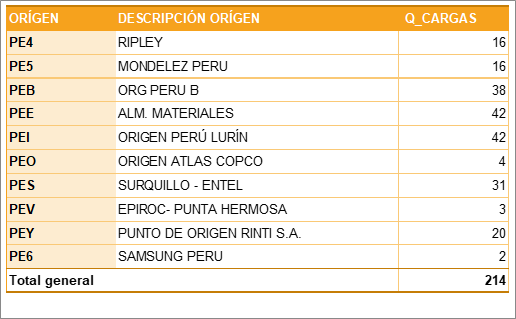 ORÍGEN DESCRIPCIÓN ORÍGEN Q_CARGAS
PE4 RIPLEY 16
PE5 MONDELEZ PERU 16
PEB ORG PERU B 38
PEE ALM. MATERIALES 42
PEI ORIGEN PERÚ LURÍN 42
PEO ORIGEN ATLAS COPCO 4
PES SURQUILLO - ENTEL 31
PEV EPIROC- PUNTA HERMOSA 3
PEY PUNTO DE ORIGEN RINTI S.A. 20
PE6 SAMSUNG PERU 2
Total general 214